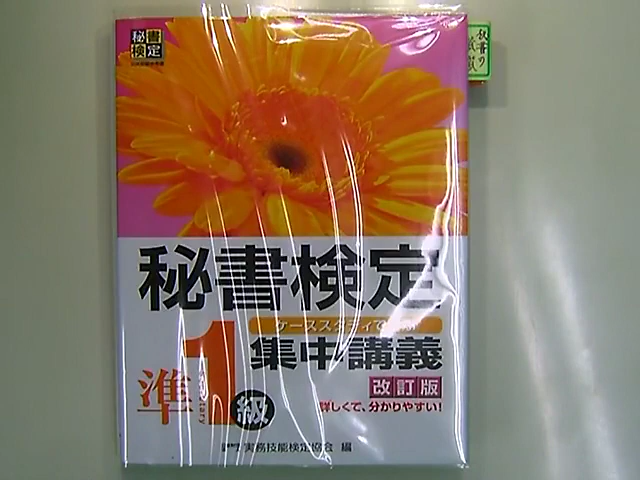 秘書
検定
秘書検定
ケーススタディで
集中講義
準1級
改訂版
詳しくて、分かりやすい!
実務技能検定協会 編